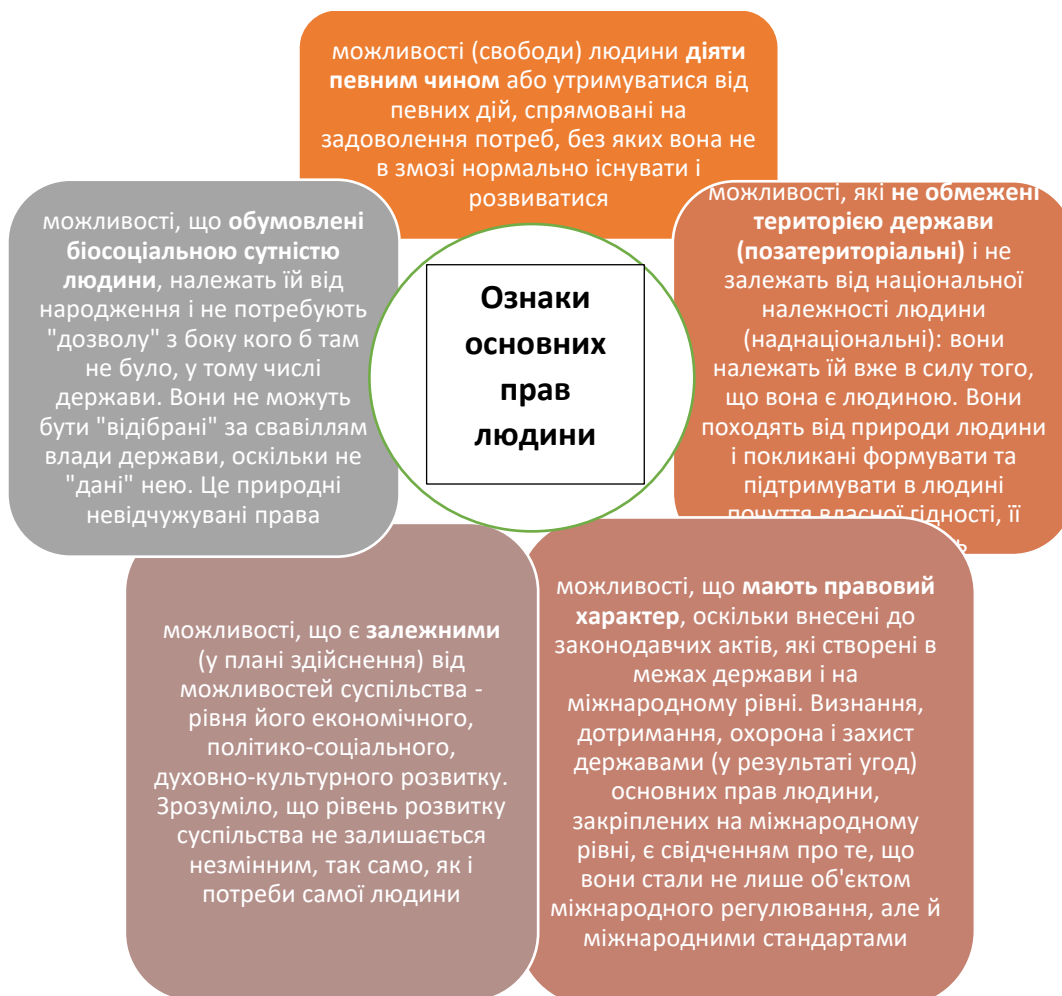 можливості (свободи) людини діяти
певним чином або утримуватися від
певних дій, спрямовані на
задоволення потреб, без яких вона не
в змозі нормально існувати і
розвиватися
можливості, які не обмежені
територією держави
(позатериторіальні) і не
залежать від національної
належності людини
(наднаціональні): вони
належать їй вже в силу того,
що вона є людиною. Вони
походять від природи людини
і покликані формувати та
підтримувати в людині
почуття власної гідності, її
можливості, що мають правовий
характер, оскільки внесені до
законодавчих актів, які створені в
межах держави і на
міжнародному рівні. Визнання,
дотримання, охорона і захист
державами (у результаті угод)
основних прав людини,
закріплених на міжнародному
рівні, є свідченням про те, що
вони стали не лише об'єктом
міжнародного регулювання, але й
міжнародними стандартами
можливості, що є залежними
(у плані здійснення) від
можливостей суспільства -
рівня його економічного,
політико-соціального,
духовно-культурного розвитку.
Зрозуміло, що рівень розвитку
суспільства не залишається
незмінним, так само, як і
потреби самої людини
можливості, що обумовлені
біосоціальною сутністю
людини, належать їй від
народження і не потребують
"дозволу" з боку кого б там
не було, у тому числі
держави. Вони не можуть
бути "відібрані" за свавіллям
влади держави, оскільки не
"дані" нею. Це природні
невідчужувані права
Ознаки
основних
прав
людини